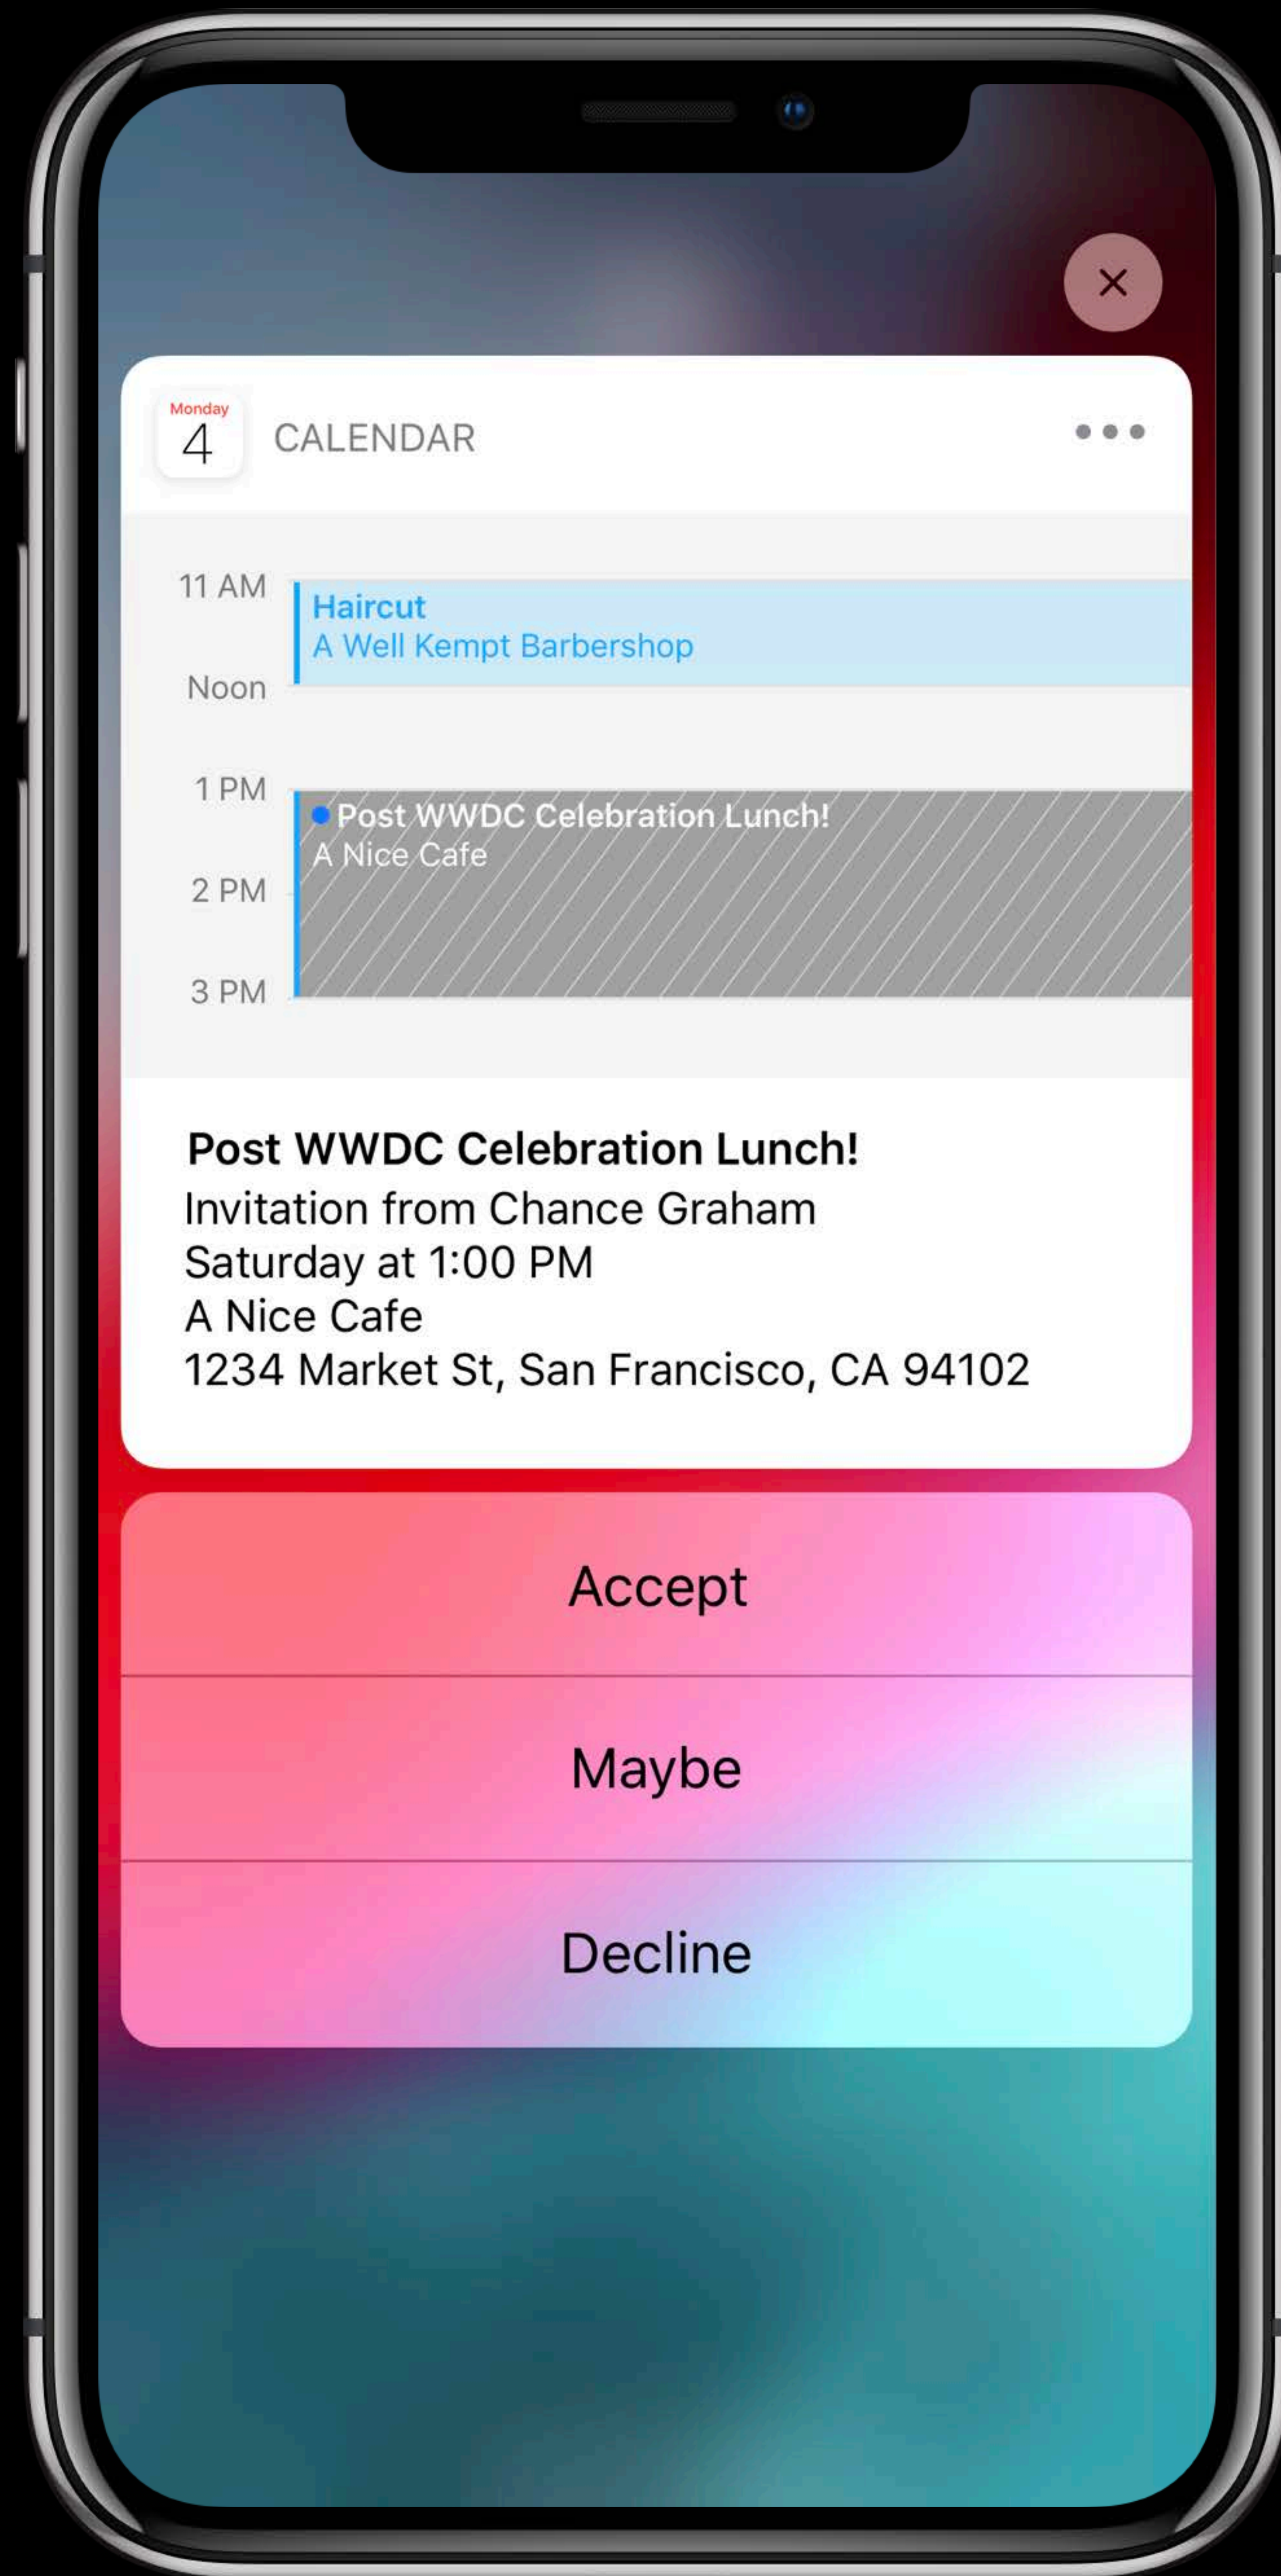 Monday
4
CALENDAR
11 AM
Haircut
A Well Kempt Barbershop
Noon
1 PM
Post WWDC Celebration Lunch!
A Nice Cafe
2 PM
3 PM
Post WWDC Celebration Lunch!
Invitation from Chance Graham
Saturday at 1:00 PM
A Nice Cafe
1234 Market St, San Francisco, CA 94102
Accept
Maybe
Decline